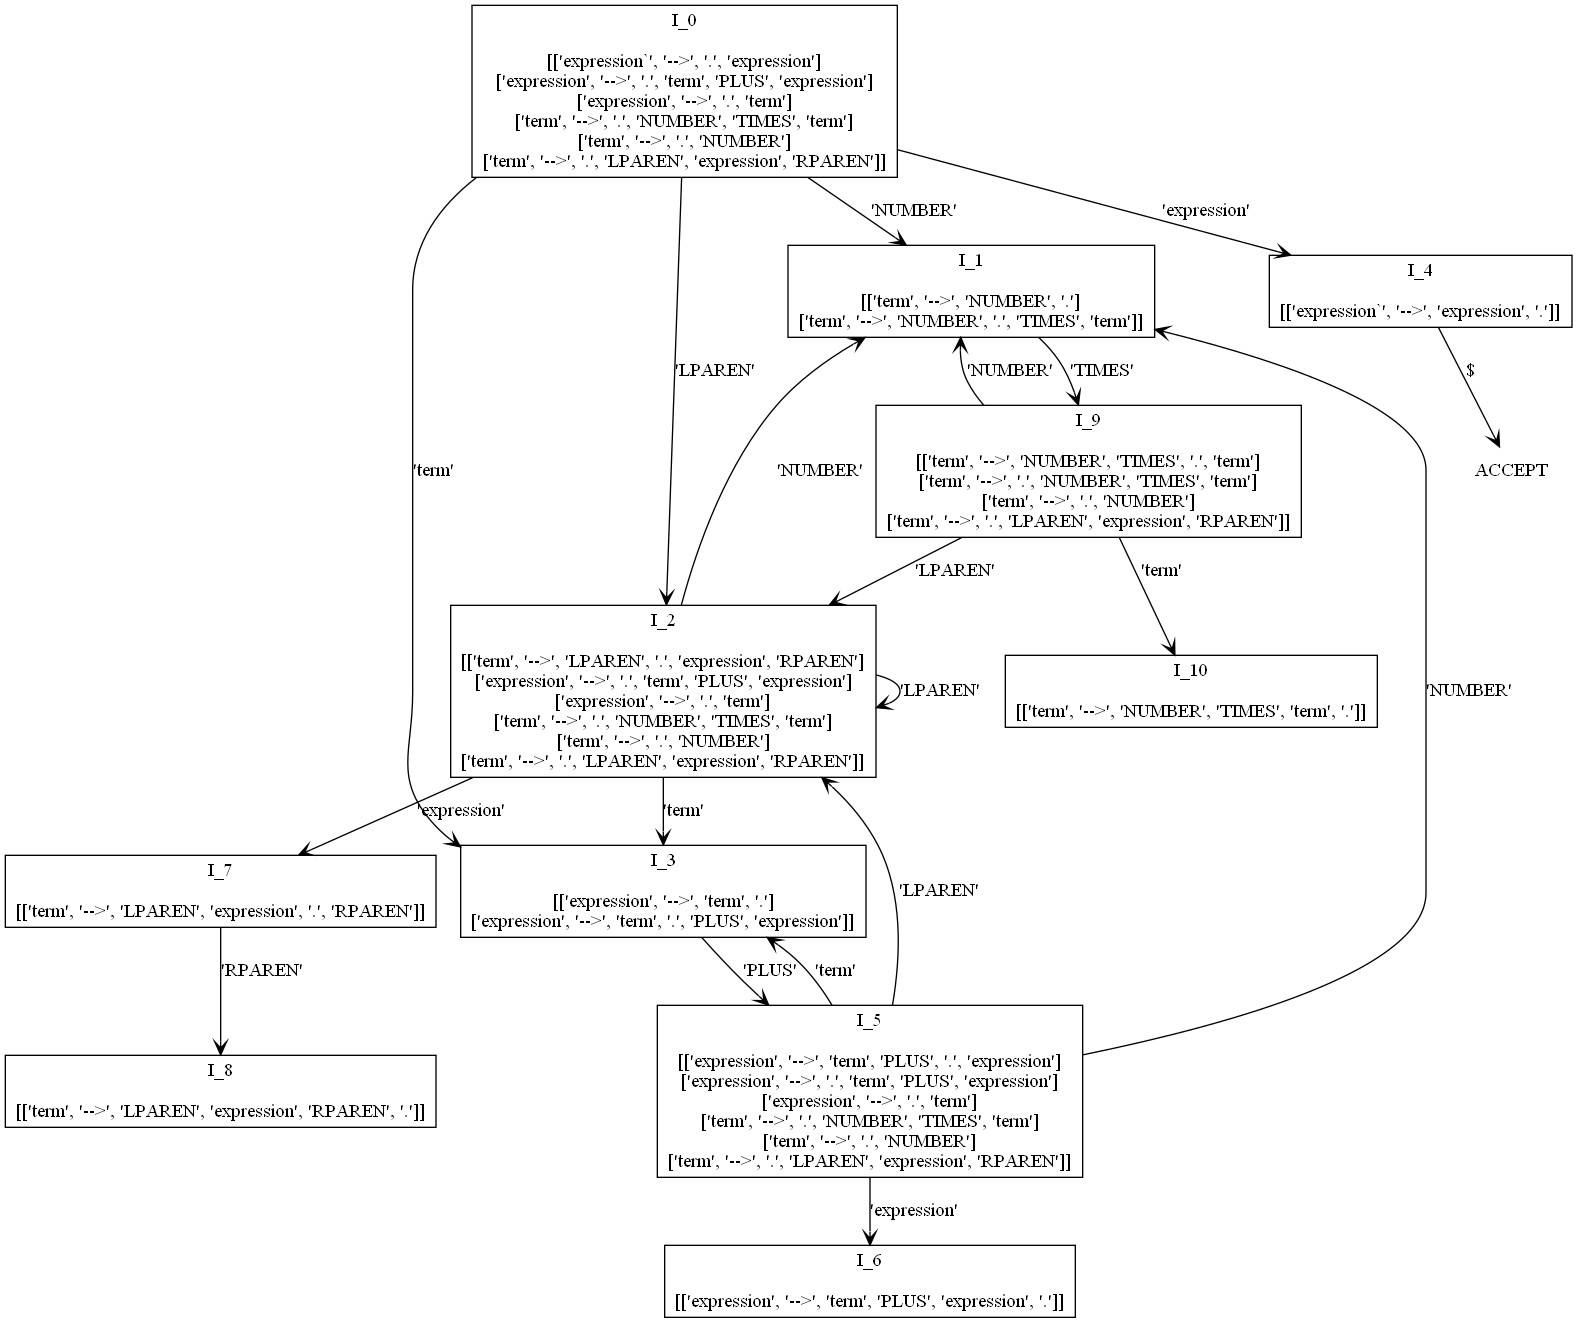 I_0
[['expression`', '-->', '.', 'expression']
['expression', '-->', '.', 'term', 'PLUS', 'expression']
['expression', '-->', '.', 'term']
['term', '-->', '.', 'NUMBER', 'TIMES', 'term']
['term', '-->', '.', 'NUMBER']
['term', '-->', '.', 'LPAREN', 'expression', 'RPAREN']]
'NUMBER'
'expression'
I_1
[['term', '-->', 'NUMBER', '.']
['term', '-->', 'NUMBER', '.', 'TIMES', 'term']]
I_4
[['expression`', '-->', 'expression', '.']]
'LPAREN'
'NUMBER'
'TIMES'
$
'term'
'NUMBER'
I_9
[['term', '-->', 'NUMBER', 'TIMES', '.', 'term']
['term', '-->', '.', 'NUMBER', 'TIMES', 'term']
['term', '-->', '.', 'NUMBER']
['term', '-->', '.', 'LPAREN', 'expression', 'RPAREN']]
ACCEPT
'LPAREN'
'term'
I_2
[['term', '-->', 'LPAREN', '.', 'expression', 'RPAREN']
['expression', '-->', '.', 'term', 'PLUS', 'expression']
['expression', '-->', '.', 'term']
['term', '-->', '.', 'NUMBER', 'TIMES', 'term']
['term', '-->', '.', 'NUMBER']
['term', '-->', '.', 'LPAREN', 'expression', 'RPAREN']]
'LPAREN'
I_10
[['term', '-->', 'NUMBER', 'TIMES', 'term', '.']]
'NUMBER'
'expression'
'term'
I_7
[['term', '-->', 'LPAREN', 'expression', '.', 'RPAREN']]
I_3
[['expression', '-->', 'term', '.']
['expression', '-->', 'term', '.', 'PLUS', 'expression']]
'LPAREN'
'RPAREN'
'PLUS'
'term'
I_8
[['term', '-->', 'LPAREN', 'expression', 'RPAREN', '.']]
I_5
[['expression', '-->', 'term', 'PLUS', '.', 'expression']
['expression', '-->', '.', 'term', 'PLUS', 'expression']
['expression', '-->', '.', 'term']
['term', '-->', '.', 'NUMBER', 'TIMES', 'term']
['term', '-->', '.', 'NUMBER']
['term', '-->', '.', 'LPAREN', 'expression', 'RPAREN']]
'expression'
I_6
[['expression', '-->', 'term', 'PLUS', 'expression', '.']]